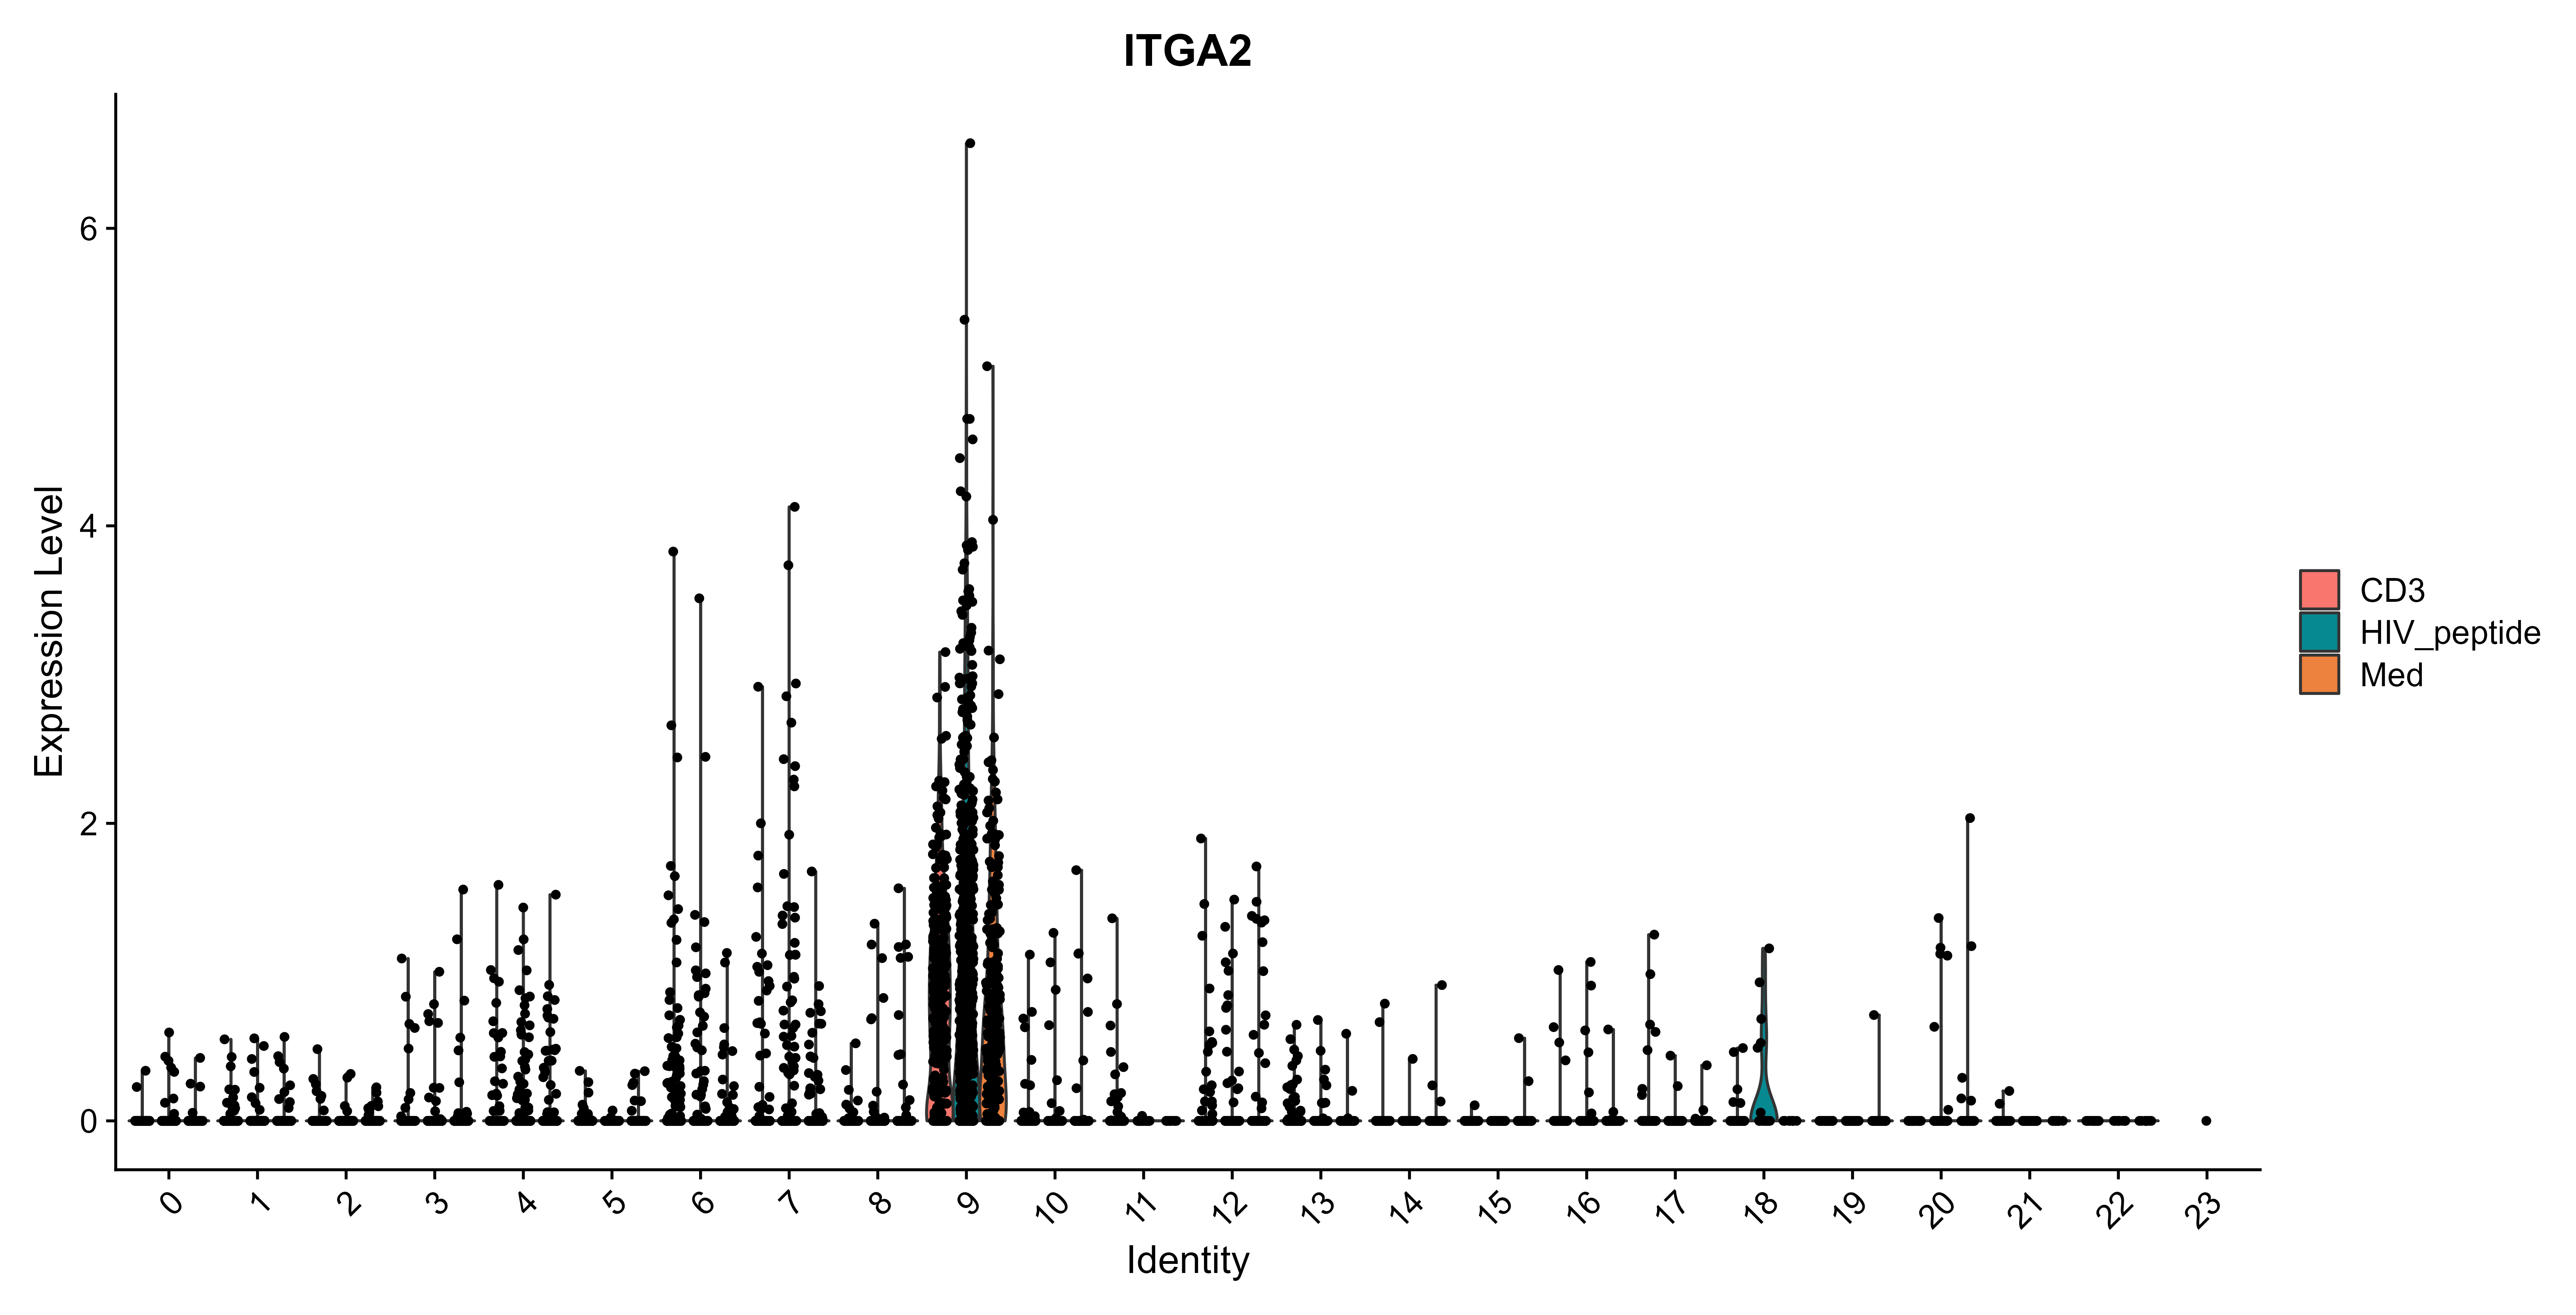 ITGA2
Expression Level
6
4
2
0
0 1 2 3 4 5 6 7 8 9 10 11 12 13 14 15 16 17 18 19 20 21 22 23
Identity
CD3
HIV_peptide
Med